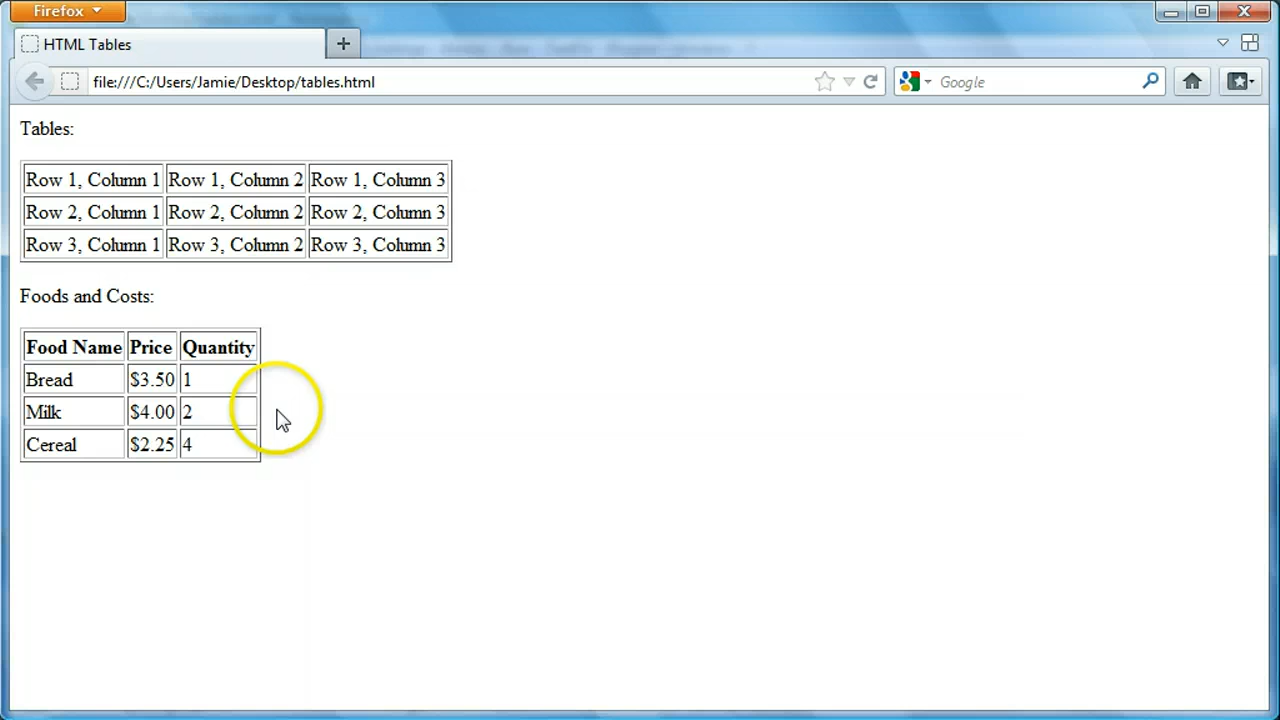 Firefox
HTML Tables
file:///C:/Users/Jamie/Desktop/tables.html
Google
Tables:
Row 1, Column 1 Row 1, Column 2 Row 1, Column 3
Row 2, Column 1 Row 2, Column 2 Row 2, Column 3
Row 3, Column 1 Row 3, Column 2 Row 3, Column 3
Foods and Costs:
Food Name Price Quantity
Bread $3.50 1
Milk $4.00 2
Cereal $2.25 4